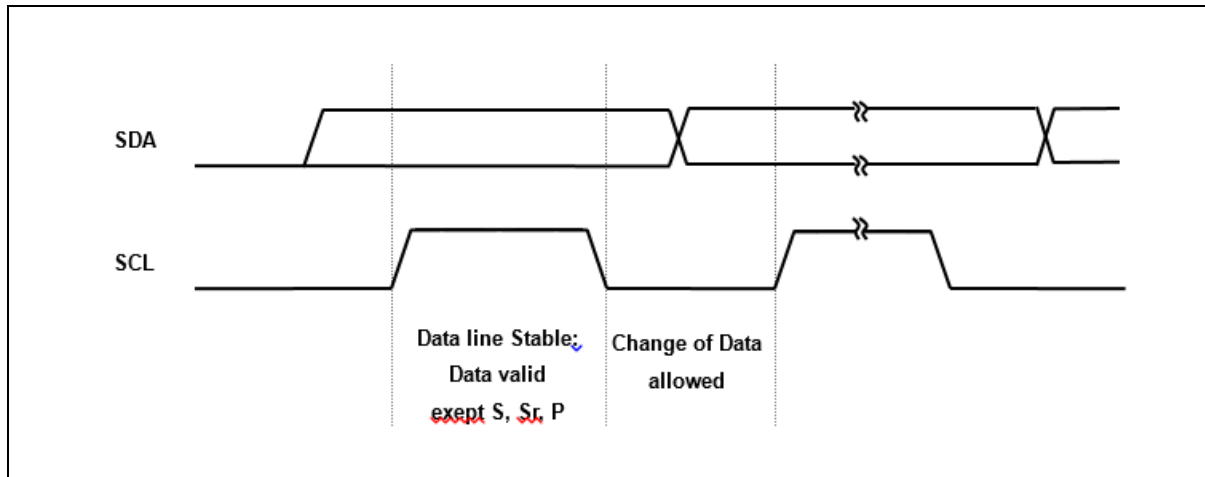 SDA
SCL
Data line Stable:
Data valid
exept S, Sr, P
Change of Data
allowed